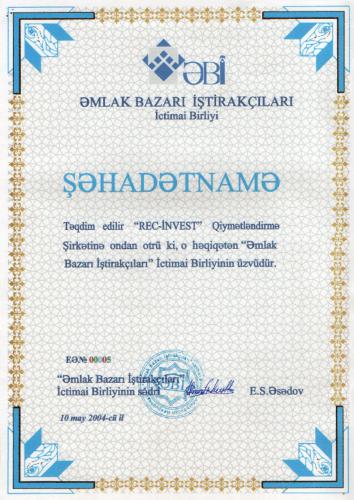 ƏBİ
ƏMLAK BAZARI İŞTİRAKÇILARI
İctimai Birliyi
ŞƏHADƏTNAMƏ
Təqdim edilir “REC-İNVEST” Qiymətləndirmə
Şirkətinə ondan ötrü ki, o həqiqətən “Əmlak
Bazarı İştirakçıları” İctimai Birliyinin üzvüdür.
EƏ№ 00005
“Əmlak Bazarı İştirakçıları”
İctimai Birliyinin sədri
E.S.Əsədov
10 may 2004-cü il
ƏBİ